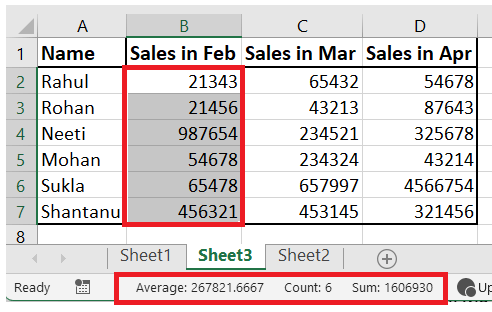 A B C D
1 Name Sales in Feb Sales in Mar Sales in Apr
2 Rahul 21343 65432 54678
3 Rohan 21456 43213 87643
4 Neeti 987654 234521 325678
5 Mohan 54678 234324 43214
6 Sukla 65478 657997 4566754
7 Shantanu 456321 453145 321456
8
Sheet1 Sheet3 Sheet2
Ready Average: 267821.6667 Count: 6 Sum: 1606930 Up